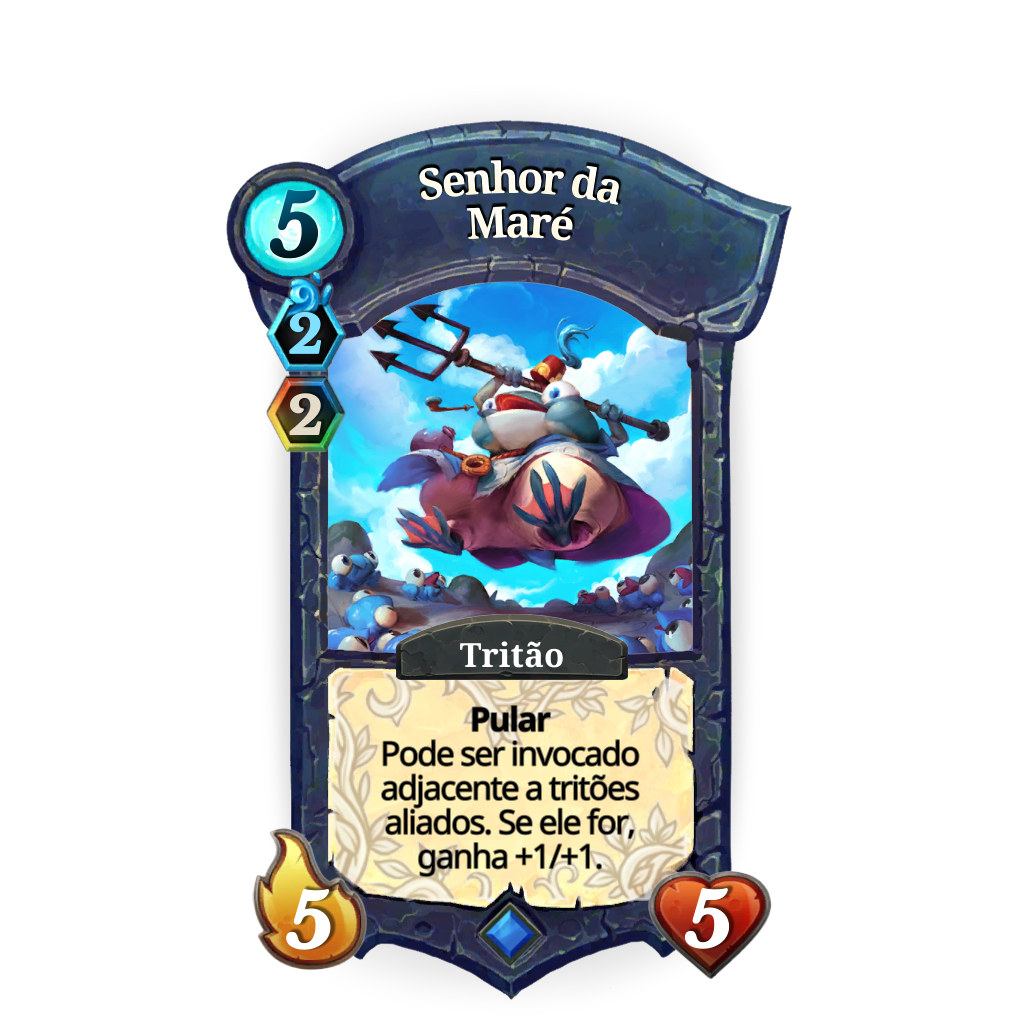 5
Senhor da
Maré
2
2
Tritão
Pular
Pode ser invocado
adjacente a tritões
aliados. Se ele for,
ganha +1/+1.
5
5